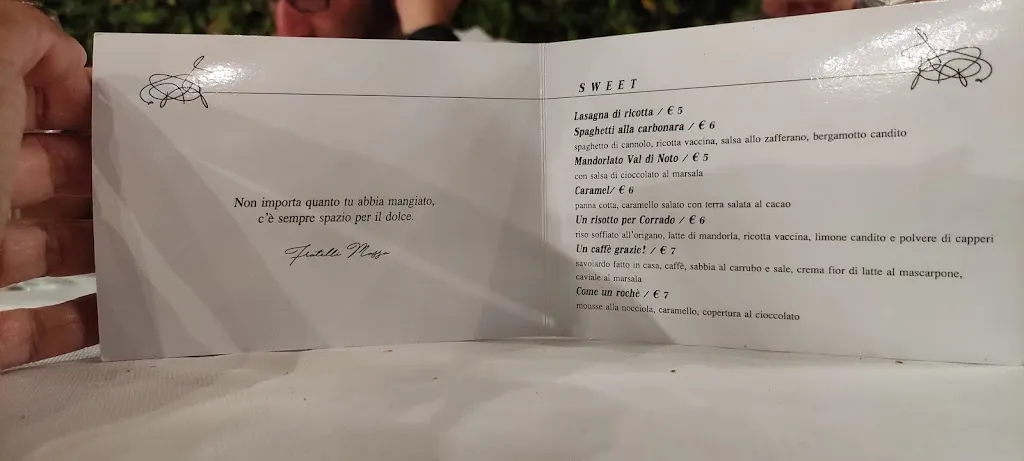 Non importa quanto tu abbia mangiato,
c'è sempre spazio per il dolce.
Fratelli Mazza
SWEET
Lasagna di ricotta / € 5
Spaghetti alla carbonara / € 6
spaghetto di cannolo, ricotta vaccina, salsa allo zafferano, bergamotto candito
Mandorlato Val di Noto / € 5
con salsa di cioccolato al marsala
Caramel/ € 6
panna cotta, caramello salato con terra salata al cacao
Un risotto per Corrado / € 6
riso soffiato all'origano, latte di mandorla, ricotta vaccina, limone candito e polvere di capperi
Un caffè grazie! / € 7
savoiardo fatto in casa, caffè, sabbia al carrubo e sale, crema fior di latte al mascarpone,
caviale al marsala
Come un rochè / € 7
mousse alla nocciola, caramello, copertura al cioccolato